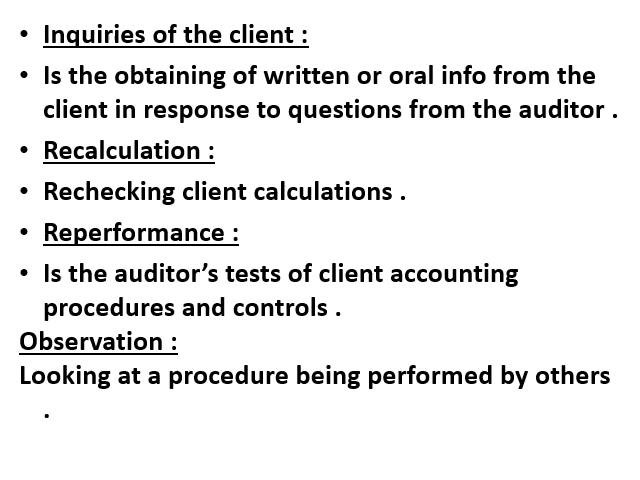 • Inquiries of the client :
• Is the obtaining of written or oral info from the
client in response to questions from the auditor .
• Recalculation :
• Rechecking client calculations .
• Reperformance :
• Is the auditor’s tests of client accounting
procedures and controls .
Observation :
Looking at a procedure being performed by others
.